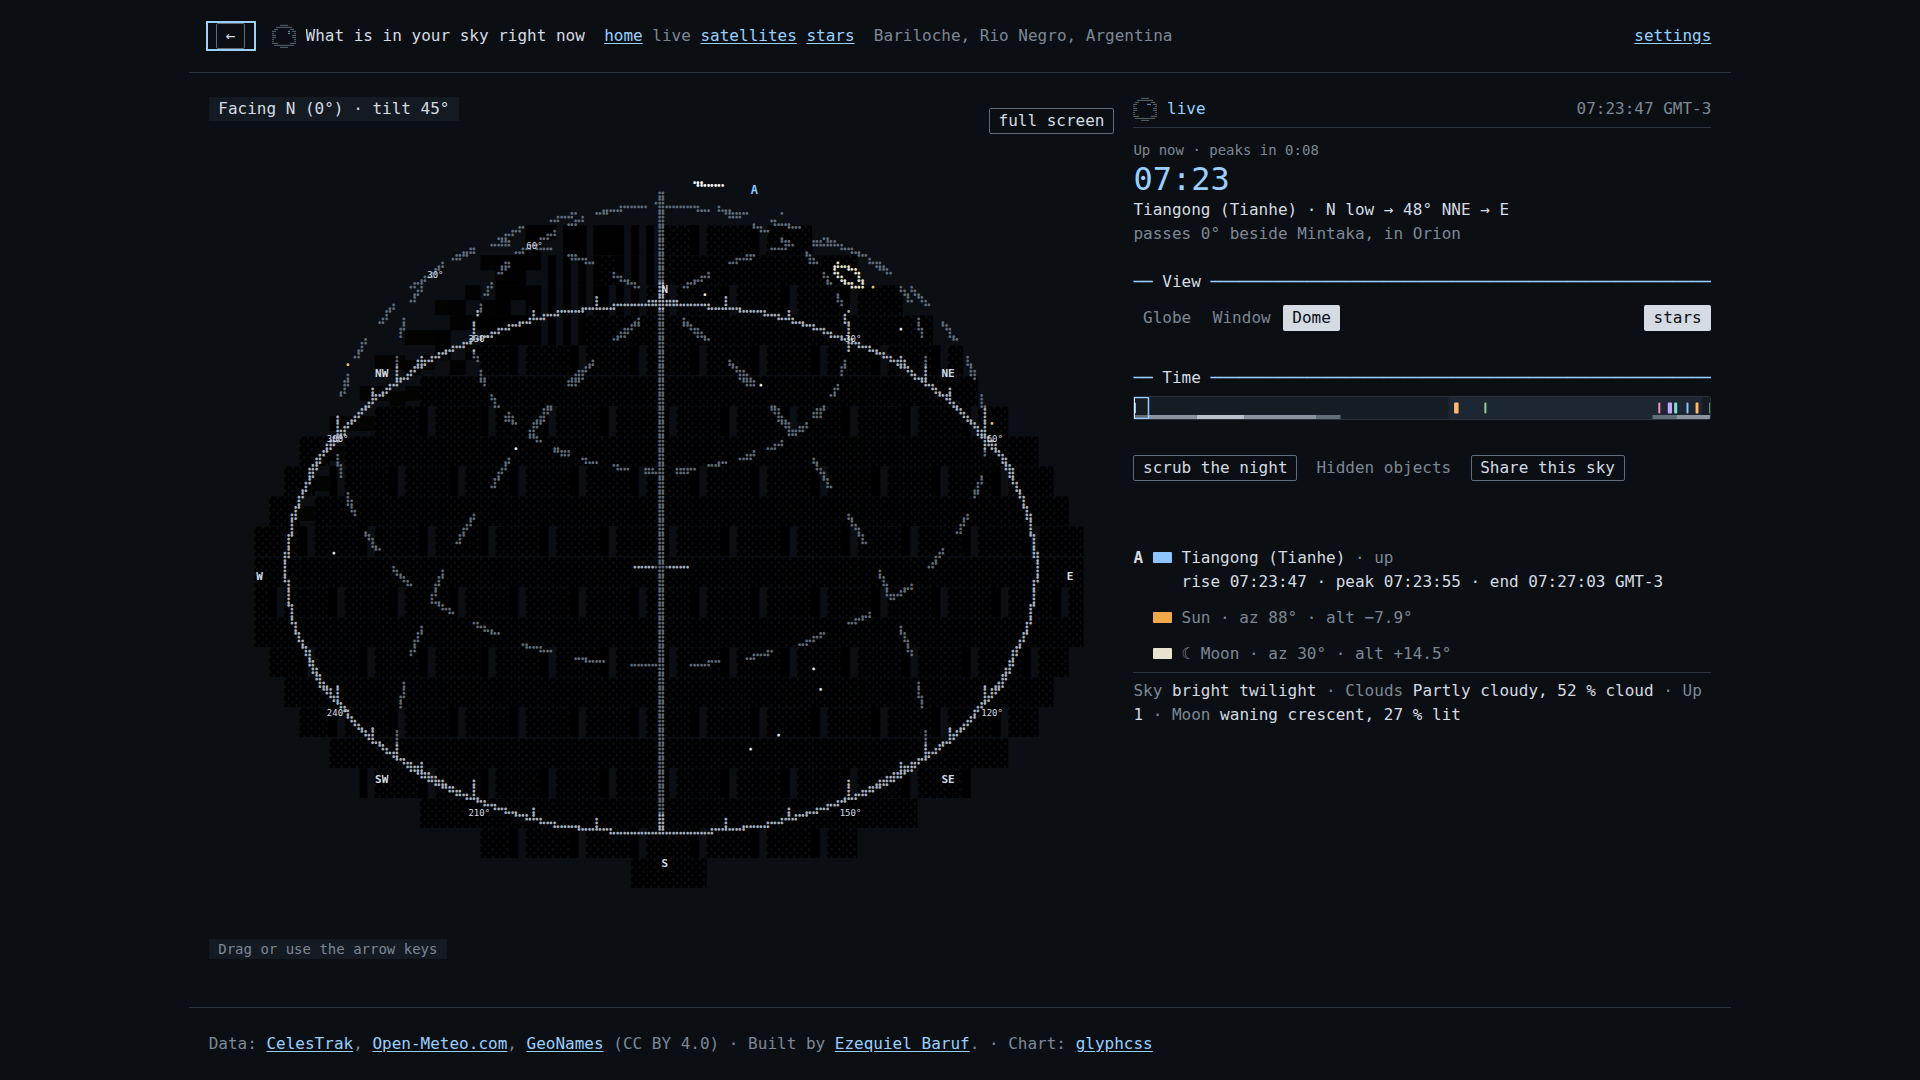 ← What is in your sky right now home live satellites stars Bariloche, Rio Negro, Argentina settings
Facing N (0°) · tilt 45°
full screen
A
60°
30°
N
330°
30°
NW
NE
300°
60°
W
E
240°
120°
SW
SE
210°
150°
S
Drag or use the arrow keys
live 07:23:47 GMT-3
Up now · peaks in 0:08
07:23
Tiangong (Tianhe) · N low → 48° NNE → E
passes 0° beside Mintaka, in Orion
View
Globe Window Dome stars
Time
scrub the night Hidden objects Share this sky
A Tiangong (Tianhe) · up
rise 07:23:47 · peak 07:23:55 · end 07:27:03 GMT-3
Sun · az 88° · alt −7.9°
☾ Moon · az 30° · alt +14.5°
Sky bright twilight · Clouds Partly cloudy, 52 % cloud · Up
1 · Moon waning crescent, 27 % lit
Data: CelesTrak, Open-Meteo.com, GeoNames (CC BY 4.0) · Built by Ezequiel Baruf. · Chart: glyphcss